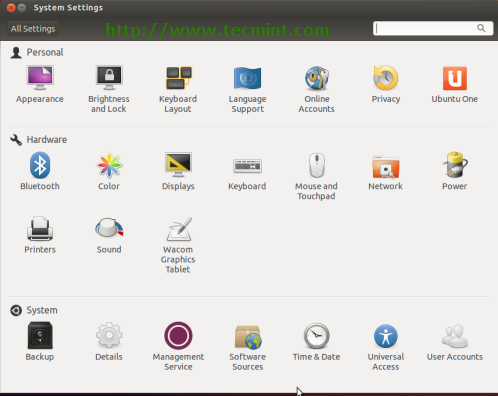 System Settings
All Settings
http://www.tecmint.com
Personal
Appearance
Brightness and Lock
Keyboard Layout
Language Support
Online Accounts
Privacy
Ubuntu One
Hardware
Bluetooth
Color
Displays
Keyboard
Mouse and Touchpad
Network
Power
Printers
Sound
Wacom Graphics Tablet
System
Backup
Details
Management Service
Software Sources
Time & Date
Universal Access
User Accounts